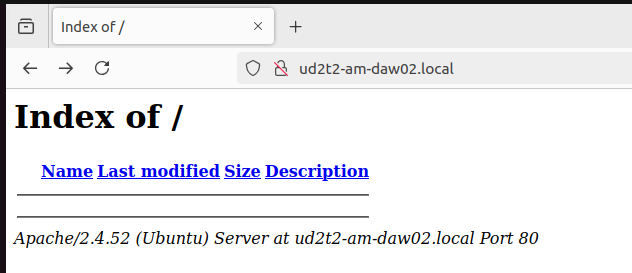 Index of /
ud2t2-am-daw02.local
Index of /
Name Last modified Size Description
Apache/2.4.52 (Ubuntu) Server at ud2t2-am-daw02.local Port 80